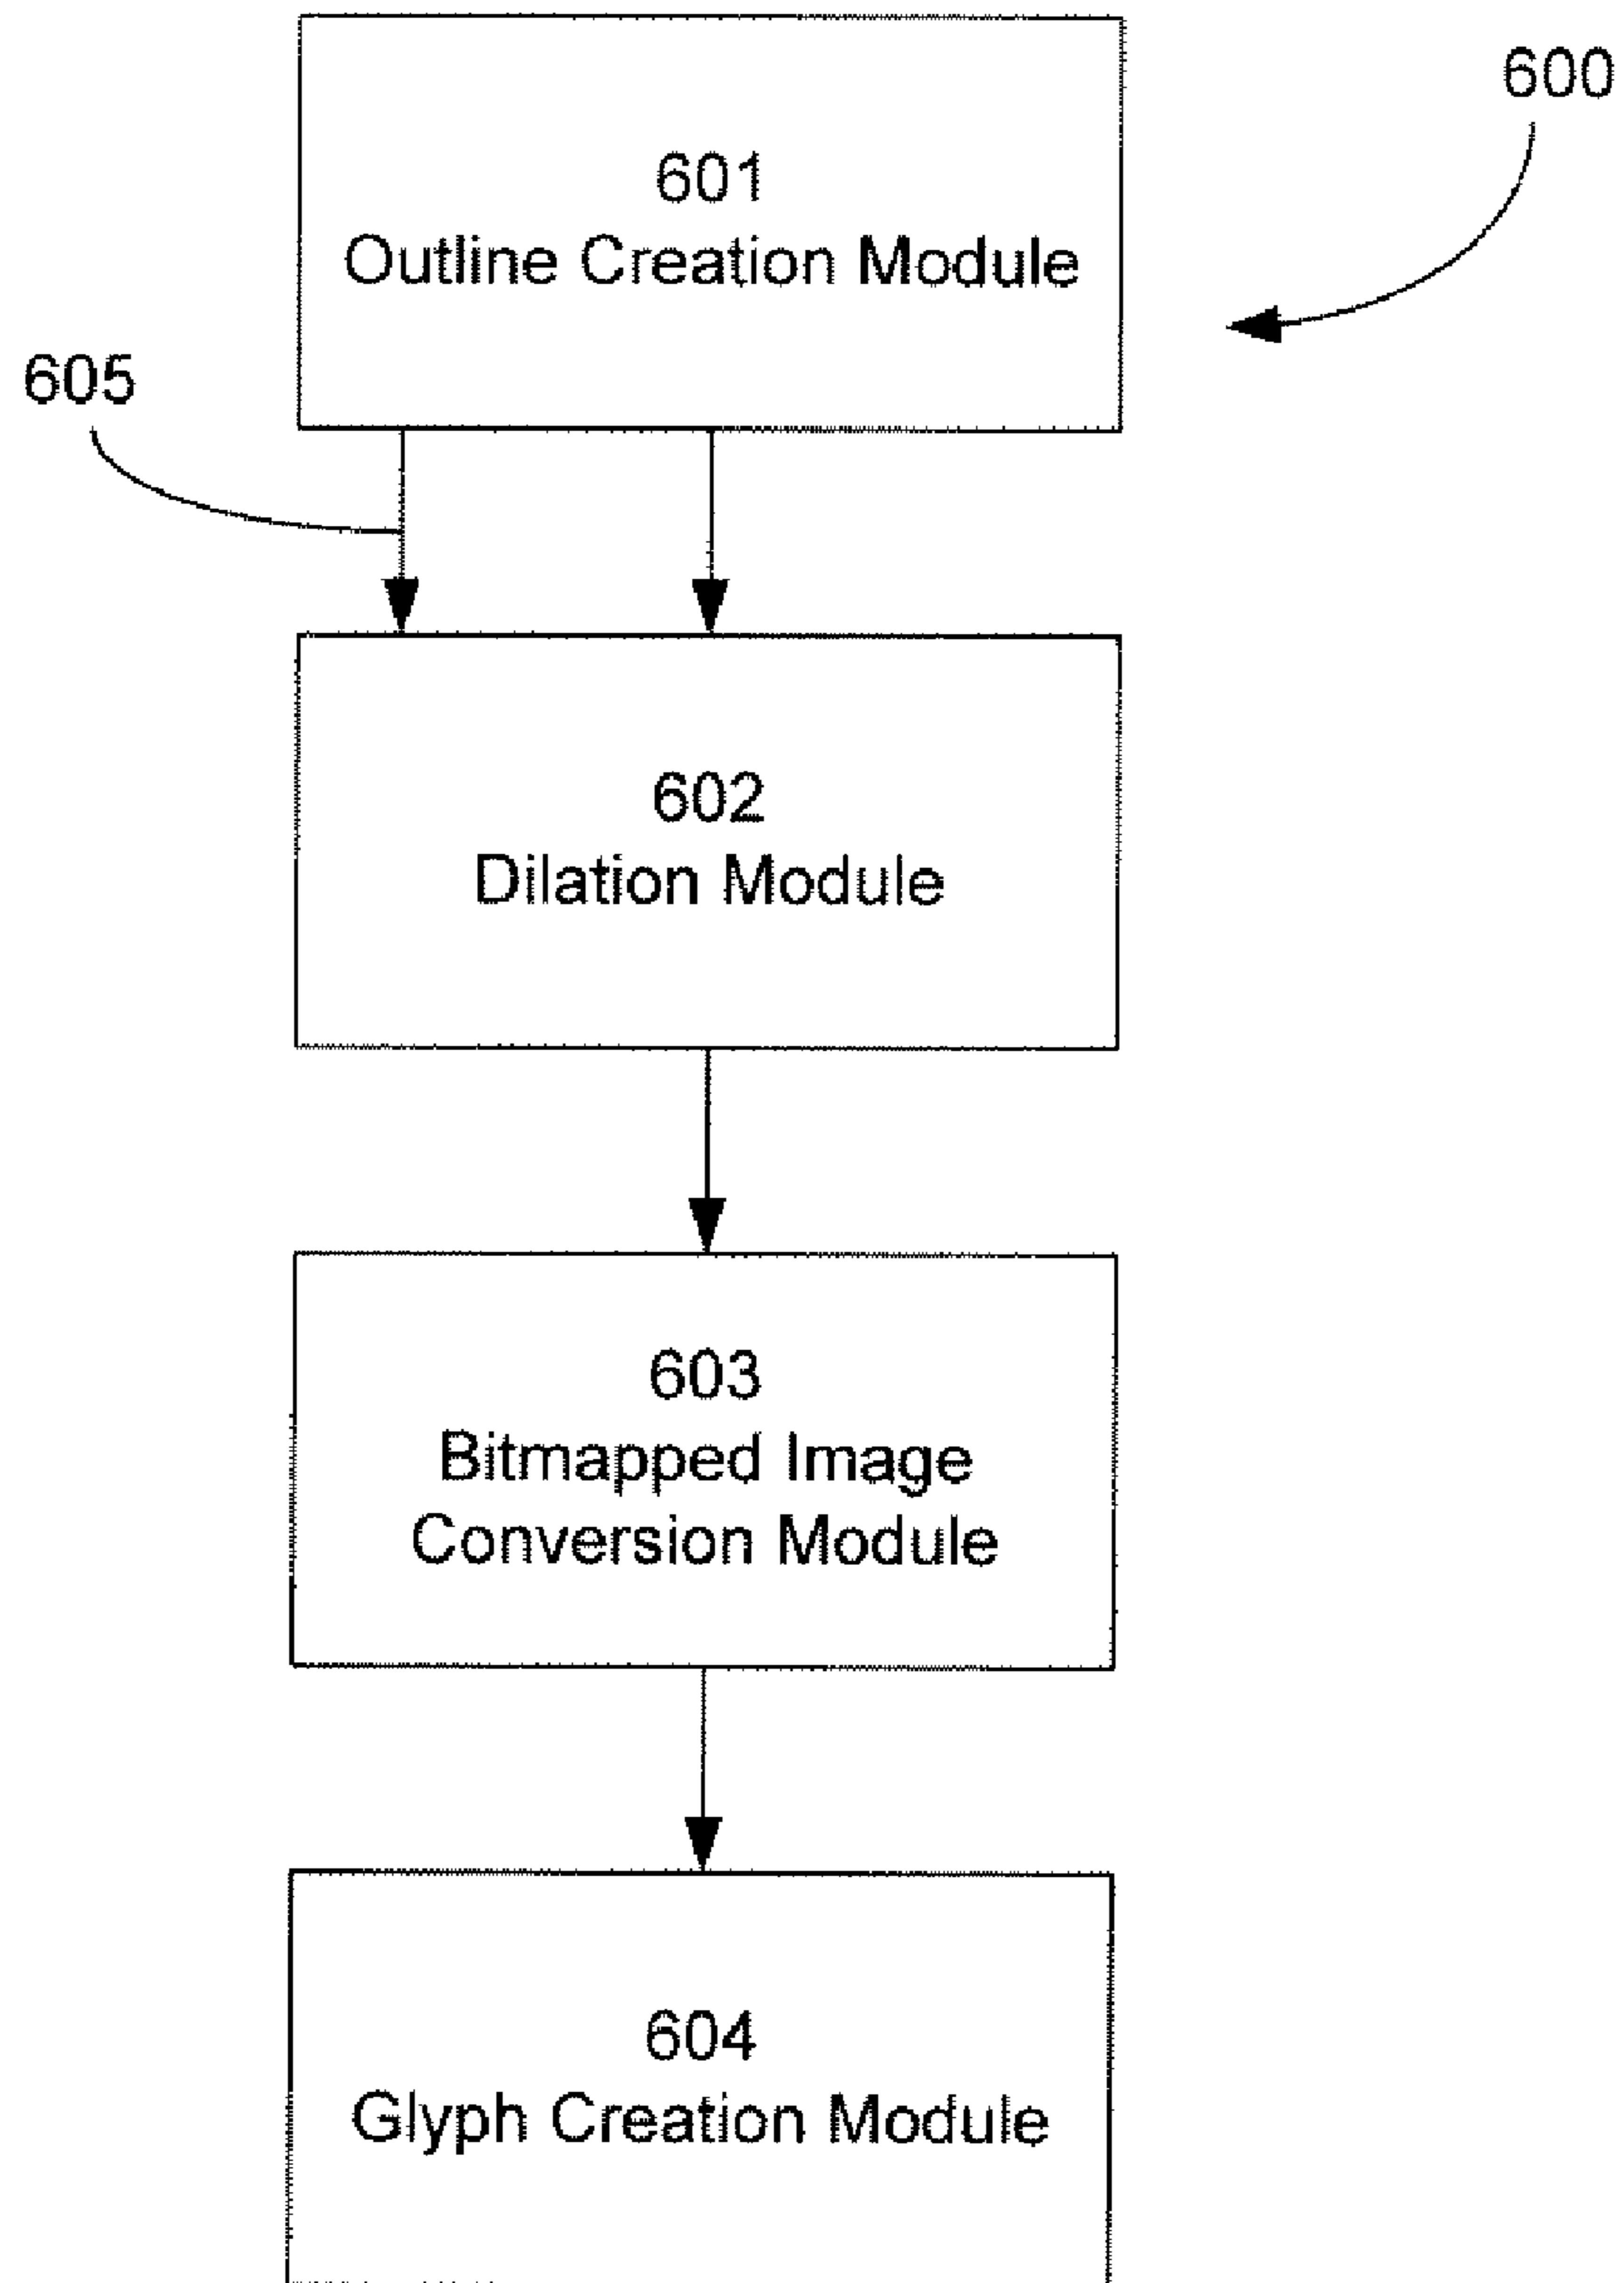 600
601
Outline Creation Module
605
602
Dilation Module
603
Bitmapped Image
Conversion Module
604
Glyph Creation Module